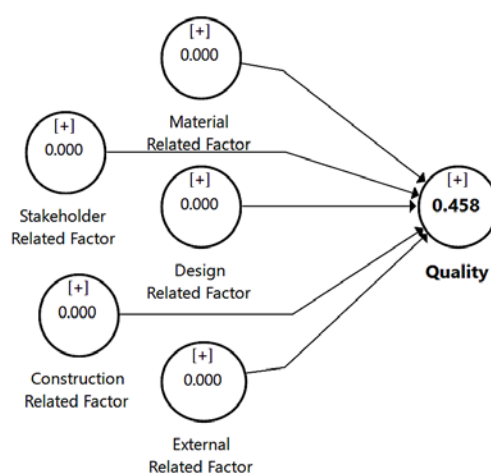 [+]
0.000
Material
Related Factor
[+]
0.000
Stakeholder
Related Factor
[+]
0.000
Design
Related Factor
[+]
0.458
Quality
[+]
0.000
Construction
Related Factor
[+]
0.000
External
Related Factor